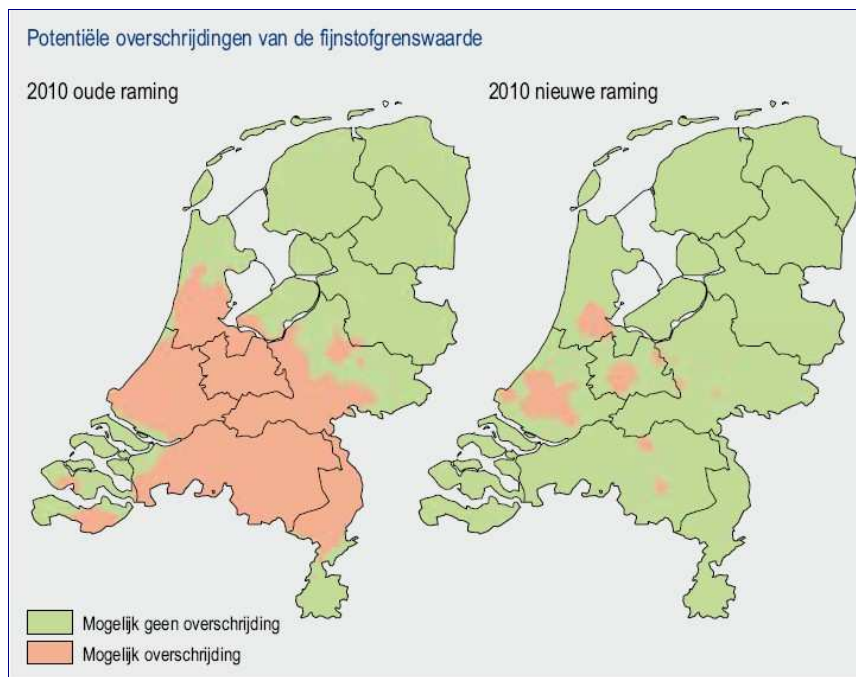 Potentiële overschrijdingen van de fijnstofgrenswaarde
2010 oude raming
2010 nieuwe raming
Mogelijk geen overschrijding
Mogelijk overschrijding